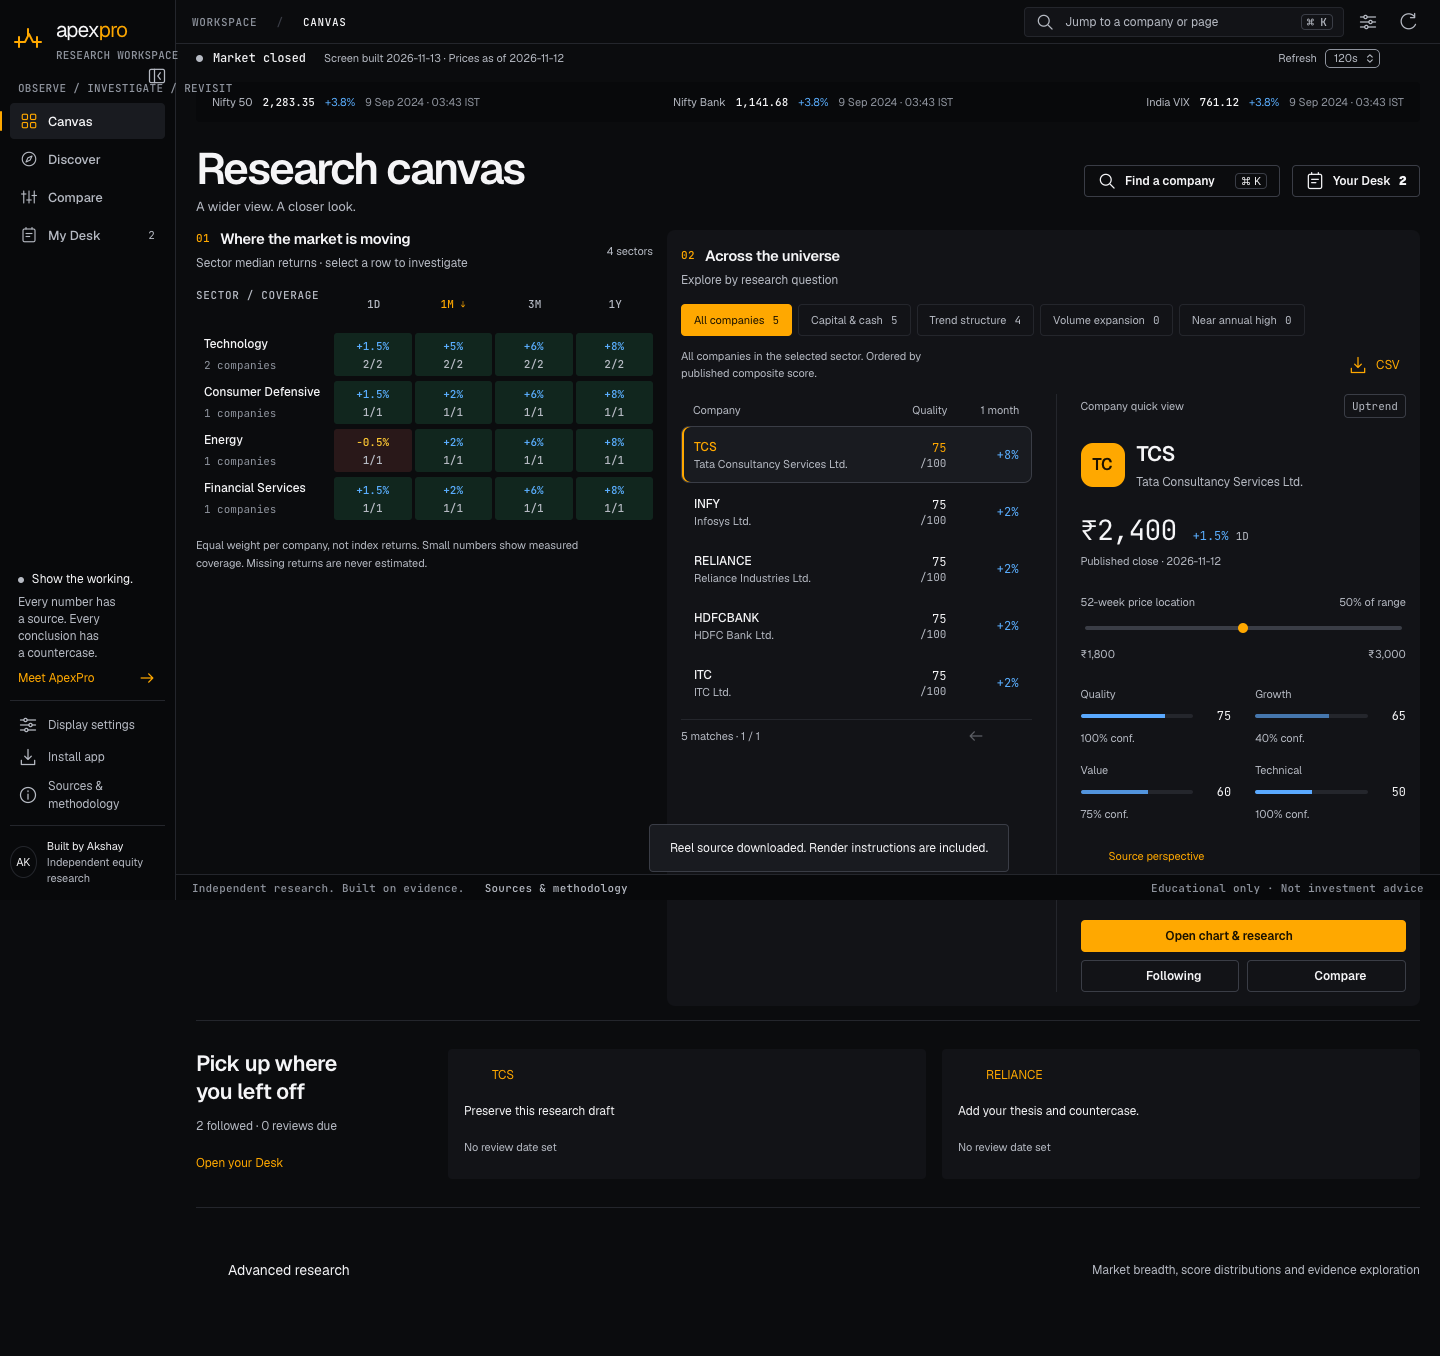 apexpro
RESEARCH WORKSPACE
OBSERVE / INVESTIGATE / REVISIT
Canvas
Discover
Compare
My Desk 2
Show the working.
Every number has
a source. Every
conclusion has
a countercase.
Meet ApexPro
Display settings
Install app
Sources &
methodology
AK
Built by Akshay
Independent equity
research
WORKSPACE / CANVAS
Jump to a company or page ⌘ K
Market closed Screen built 2026-11-13 · Prices as of 2026-11-12
Refresh 120s
Nifty 50 2,283.35 +3.8% 9 Sep 2024 · 03:43 IST
Nifty Bank 1,141.68 +3.8% 9 Sep 2024 · 03:43 IST
India VIX 761.12 +3.8% 9 Sep 2024 · 03:43 IST
Research canvas
A wider view. A closer look.
Find a company ⌘ K
Your Desk 2
01 Where the market is moving
Sector median returns · select a row to investigate
4 sectors
SECTOR / COVERAGE 1D 1M ↓ 3M 1Y
Technology +1.5% +5% +6% +8%
2 companies 2/2 2/2 2/2 2/2
Consumer Defensive +1.5% +2% +6% +8%
1 companies 1/1 1/1 1/1 1/1
Energy -0.5% +2% +6% +8%
1 companies 1/1 1/1 1/1 1/1
Financial Services +1.5% +2% +6% +8%
1 companies 1/1 1/1 1/1 1/1
Equal weight per company, not index returns. Small numbers show measured
coverage. Missing returns are never estimated.
02 Across the universe
Explore by research question
All companies 5
Capital & cash 5
Trend structure 4
Volume expansion 0
Near annual high 0
All companies in the selected sector. Ordered by
published composite score.
CSV
Company Quality 1 month
TCS 75 +8%
Tata Consultancy Services Ltd. /100
INFY 75 +2%
Infosys Ltd. /100
RELIANCE 75 +2%
Reliance Industries Ltd. /100
HDFCBANK 75 +2%
HDFC Bank Ltd. /100
ITC 75 +2%
ITC Ltd. /100
5 matches · 1 / 1
Company quick view Uptrend
TC
TCS
Tata Consultancy Services Ltd.
₹2,400 +1.5% 1D
Published close · 2026-11-12
52-week price location 50% of range
₹1,800 ₹3,000
Quality Growth
75 65
100% conf. 40% conf.
Value Technical
60 50
75% conf. 100% conf.
Source perspective
Open chart & research
Following Compare
Reel source downloaded. Render instructions are included.
Independent research. Built on evidence. Sources & methodology
Educational only · Not investment advice
Pick up where
you left off
2 followed · 0 reviews due
Open your Desk
TCS
Preserve this research draft
No review date set
RELIANCE
Add your thesis and countercase.
No review date set
Advanced research
Market breadth, score distributions and evidence exploration